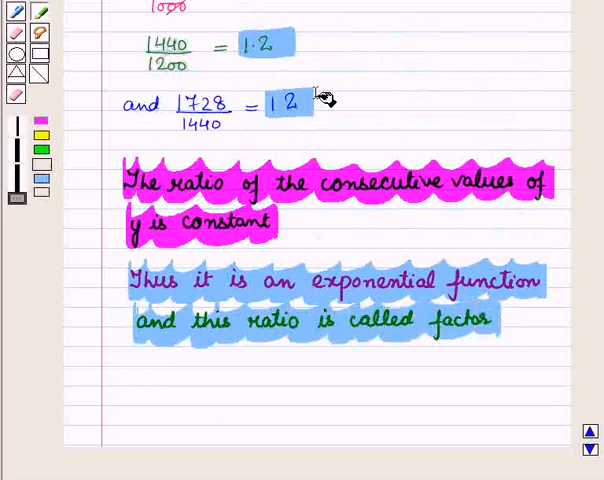 1000
1440/1200 = 1.2
and 1728/1440 = 1 2
The ratio of the consecutive values of
y is constant
Thus it is an exponential function
and this ratio is called factor